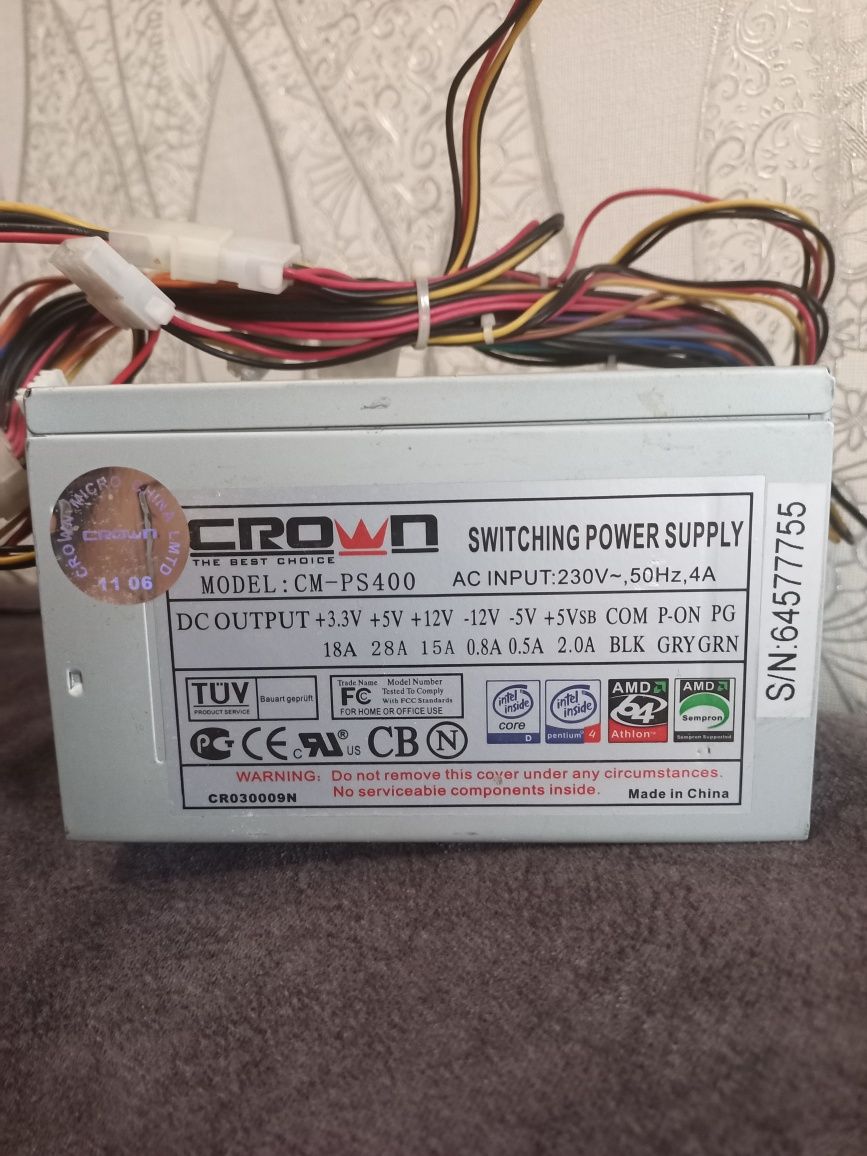 CROWN MICRO CHINA LMTD
CROWN
11 06
CROWN
THE BEST CHOICE
SWITCHING POWER SUPPLY
MODEL: CM-PS400 AC INPUT:230V~,50Hz,4A
DC OUTPUT +3.3V +5V +12V -12V -5V +5VSB COM P-ON PG
18A 28A 15A 0.8A 0.5A 2.0A BLK GRY GRN
TÜV
PRODUCT SERVICE
Bauart geprüft
FC
Trade Name Model Number
Tested To Comply
With FCC Standards
FOR HOME OR OFFICE USE
intel inside
core
D
intel inside
pentium 4
AMD
64
Athlon™
AMD
Sempron
Sempron Supported
PG CE c RU ® US CB N
WARNING: Do not remove this cover under any circumstances.
No serviceable components inside.
CR030009N
Made in China
S/N:64577755